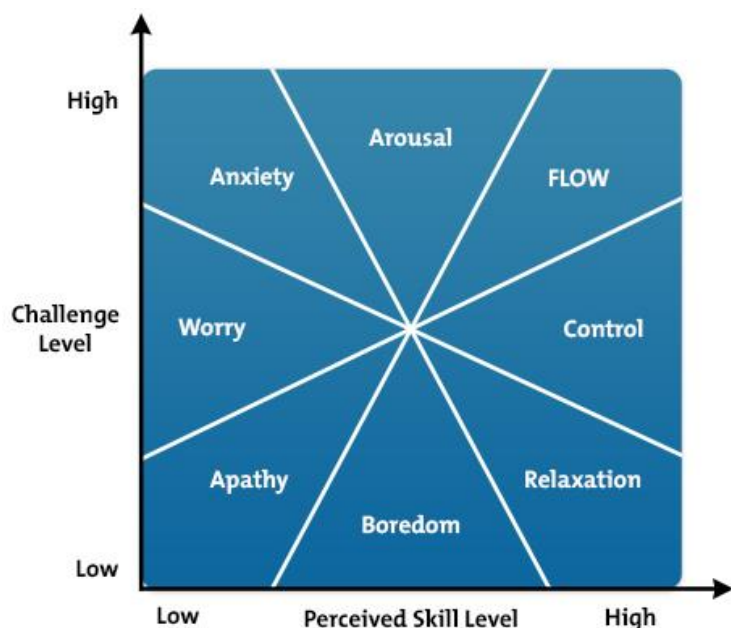 High
Arousal
Anxiety
FLOW
Challenge
Level
Worry
Control
Apathy
Relaxation
Boredom
Low
Low
Perceived Skill Level
High